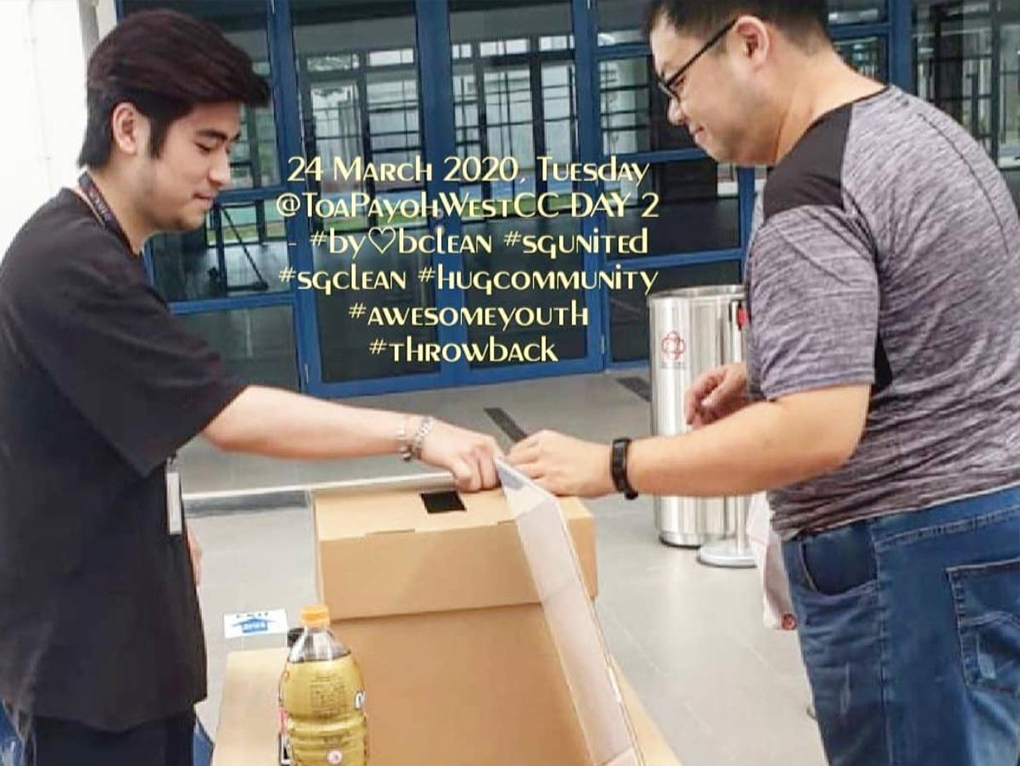 24 March 2020, Tuesday
@ToaPayohWestCC-DAY 2
- #by♡bclean #sgunited
#sgclean #hugcommunity
#awesomeyouth
#throwback